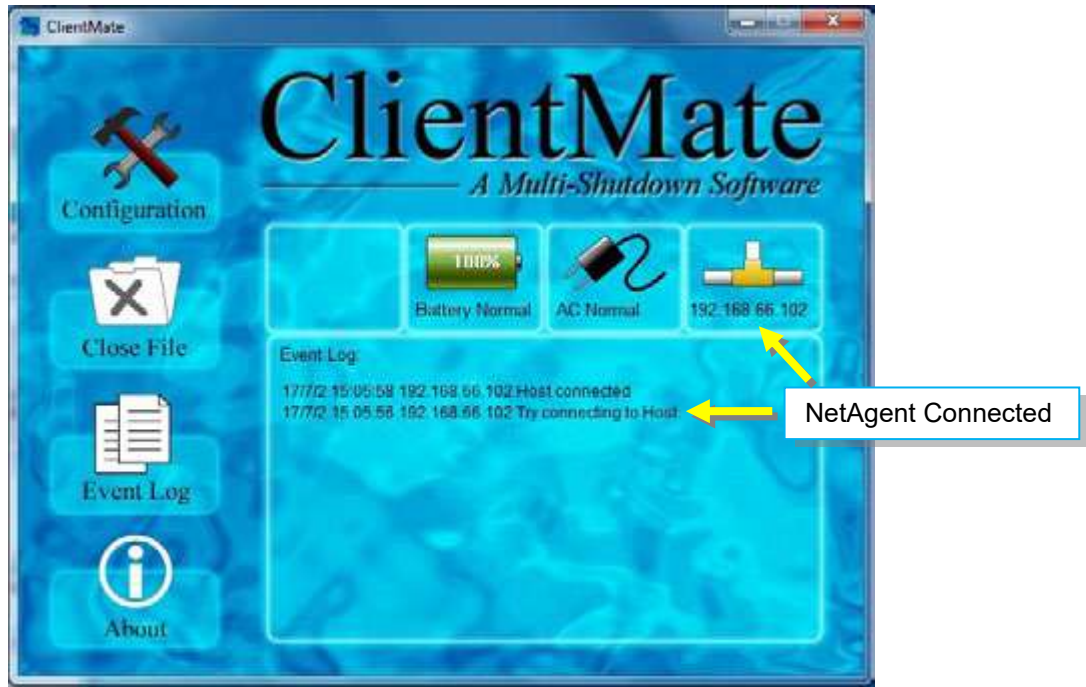 ClientMate
ClientMate
A Multi-Shutdown Software
Configuration
Close File
Event Log
About
100%
Battery Normal
AC Normal
192.168.66.102
Event Log:
17/7/2 15:05:58 192.168.66.102 Host connected
17/7/2 15:05:56 192.168.66.102 Try connecting to Host
NetAgent Connected